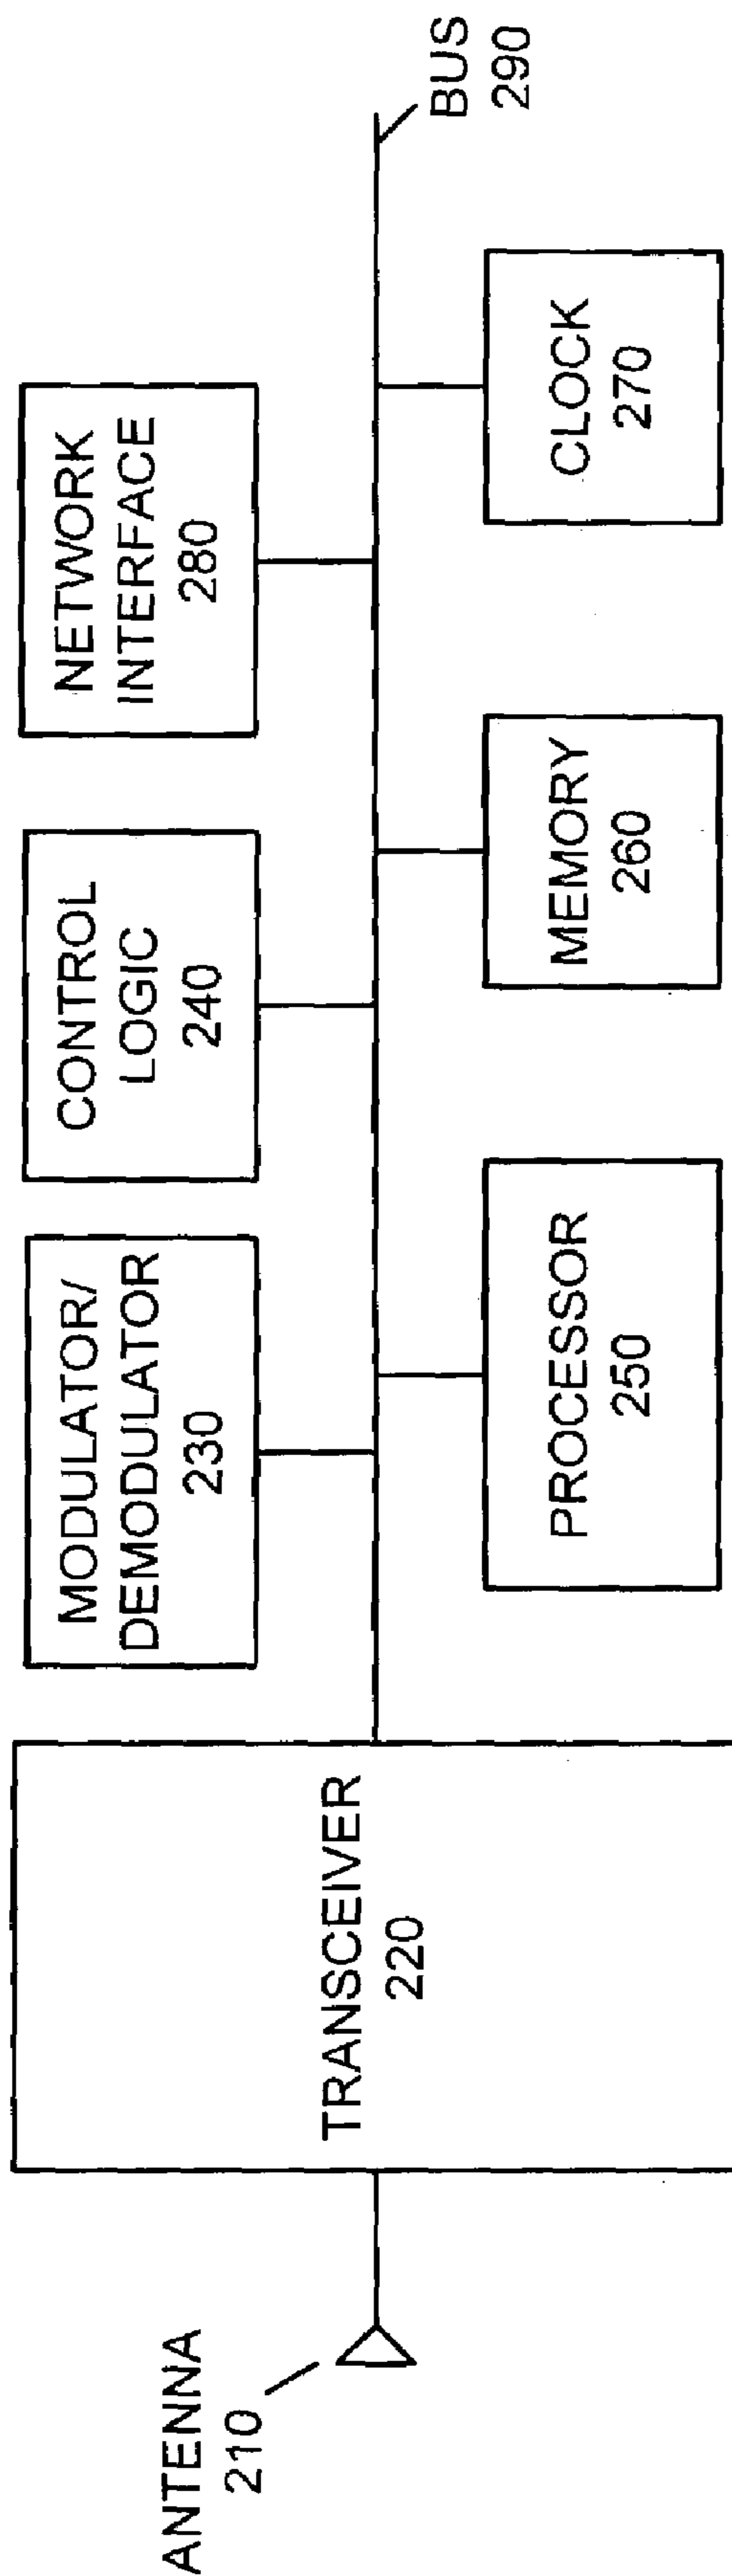 ANTENNA
210
TRANSCEIVER
220
MODULATOR/
DEMODULATOR
230
CONTROL
LOGIC
240
NETWORK
INTERFACE
280
PROCESSOR
250
MEMORY
260
CLOCK
270
BUS
290